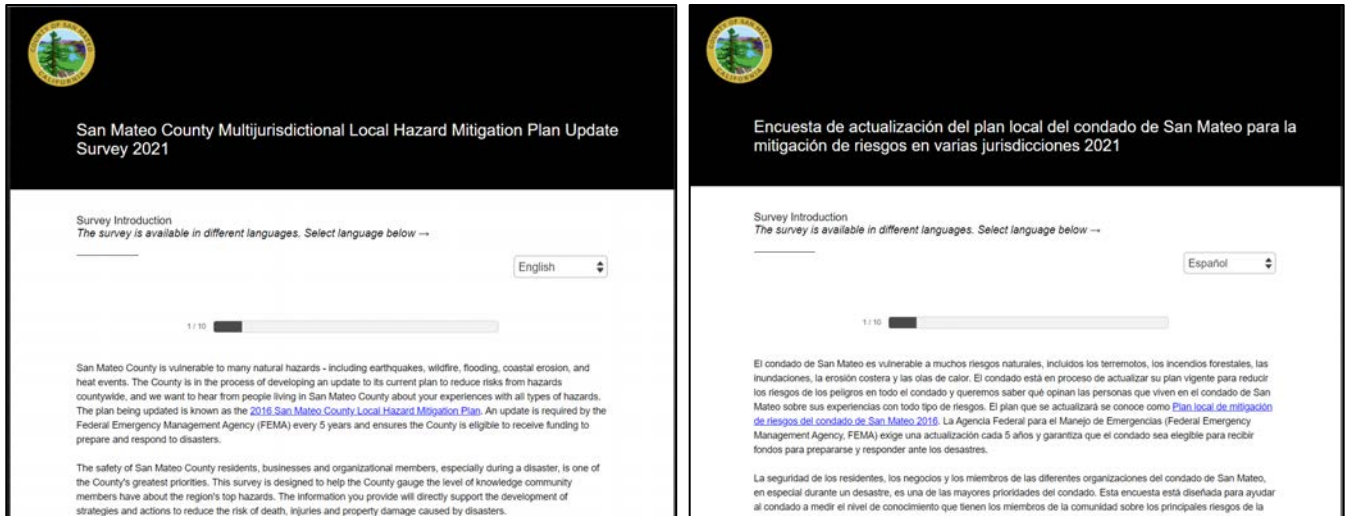 COUNTY OF SAN MATEO
CALIFORNIA
San Mateo County Multijurisdictional Local Hazard Mitigation Plan Update
Survey 2021
Survey Introduction
The survey is available in different languages. Select language below →
English
1 / 10
San Mateo County is vulnerable to many natural hazards - including earthquakes, wildfire, flooding, coastal erosion, and
heat events. The County is in the process of developing an update to its current plan to reduce risks from hazards
countywide, and we want to hear from people living in San Mateo County about your experiences with all types of hazards.
The plan being updated is known as the 2016 San Mateo County Local Hazard Mitigation Plan. An update is required by the
Federal Emergency Management Agency (FEMA) every 5 years and ensures the County is eligible to receive funding to
prepare and respond to disasters.
The safety of San Mateo County residents, businesses and organizational members, especially during a disaster, is one of
the County's greatest priorities. This survey is designed to help the County gauge the level of knowledge community
members have about the region's top hazards. The information you provide will directly support the development of
strategies and actions to reduce the risk of death, injuries and property damage caused by disasters.
COUNTY OF SAN MATEO
CALIFORNIA
Encuesta de actualización del plan local del condado de San Mateo para la
mitigación de riesgos en varias jurisdicciones 2021
Survey Introduction
The survey is available in different languages. Select language below →
Español
1 / 10
El condado de San Mateo es vulnerable a muchos riesgos naturales, incluidos los terremotos, los incendios forestales, las
inundaciones, la erosión costera y las olas de calor. El condado está en proceso de actualizar su plan vigente para reducir
los riesgos de los peligros en todo el condado y queremos saber qué opinan las personas que viven en el condado de San
Mateo sobre sus experiencias con todo tipo de riesgos. El plan que se actualizará se conoce como Plan local de mitigación
de riesgos del condado de San Mateo 2016. La Agencia Federal para el Manejo de Emergencias (Federal Emergency
Management Agency, FEMA) exige una actualización cada 5 años y garantiza que el condado sea elegible para recibir
fondos para prepararse y responder ante los desastres.
La seguridad de los residentes, los negocios y los miembros de las diferentes organizaciones del condado de San Mateo,
en especial durante un desastre, es una de las mayores prioridades del condado. Esta encuesta está diseñada para ayudar
al condado a medir el nivel de conocimiento que tienen los miembros de la comunidad sobre los principales riesgos de la